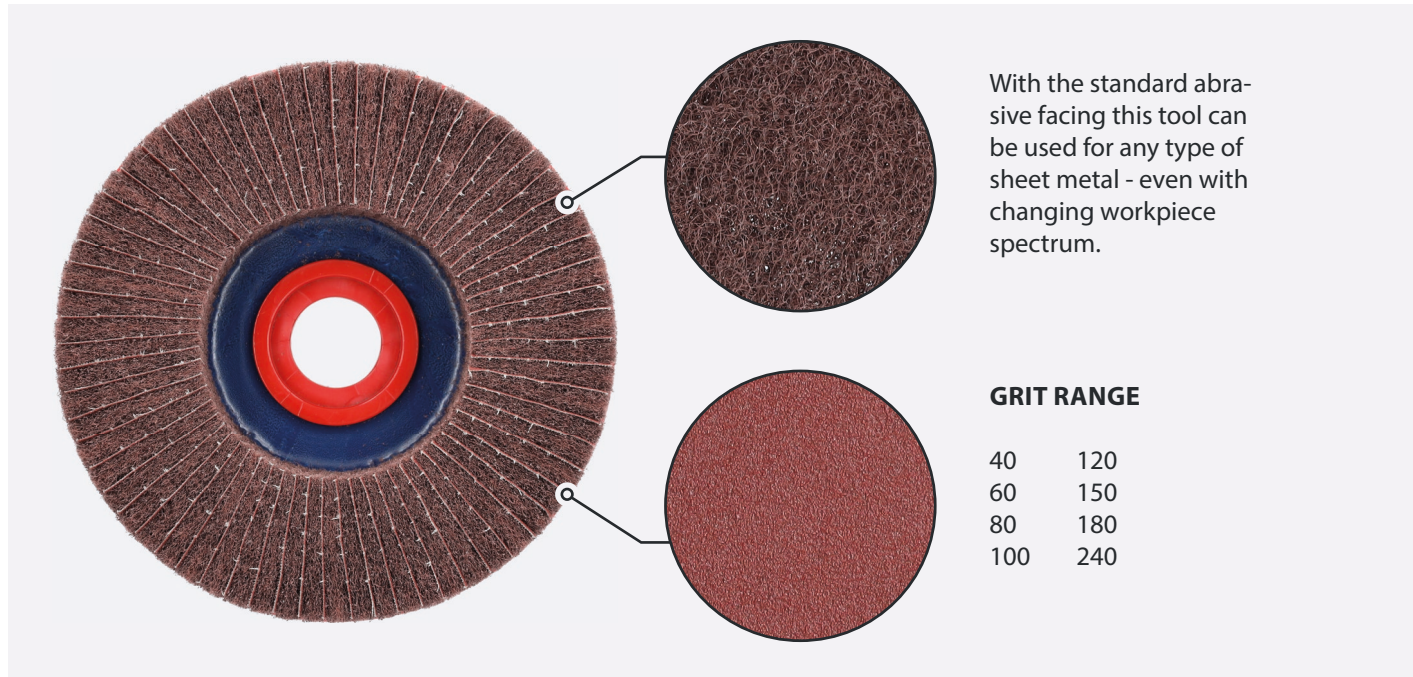 With the standard abra-
sive facing this tool can
be used for any type of
sheet metal - even with
changing workpiece
spectrum.
GRIT RANGE
40 120
60 150
80 180
100 240